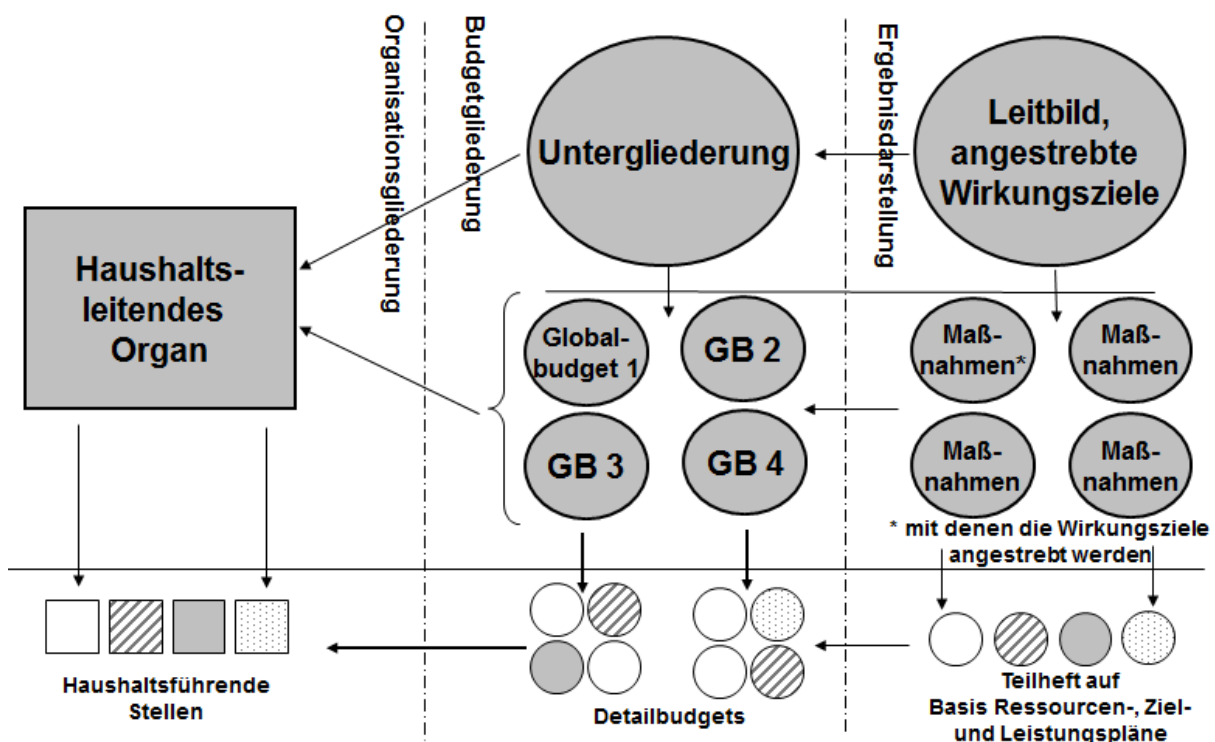 Organisationsgliederung
Budgetgliederung
Ergebnisdarstellung
Haushalts-
leitendes
Organ
Untergliederung
Leitbild,
angestrebte
Wirkungsziele
Global-
budget 1
GB 2
GB 3
GB 4
Maß-
nahmen*
Maß-
nahmen
Maß-
nahmen
Maß-
nahmen
* mit denen die Wirkungsziele
angestrebt werden
Haushaltsführende
Stellen
Detailbudgets
Teilheft auf
Basis Ressourcen-, Ziel-
und Leistungspläne